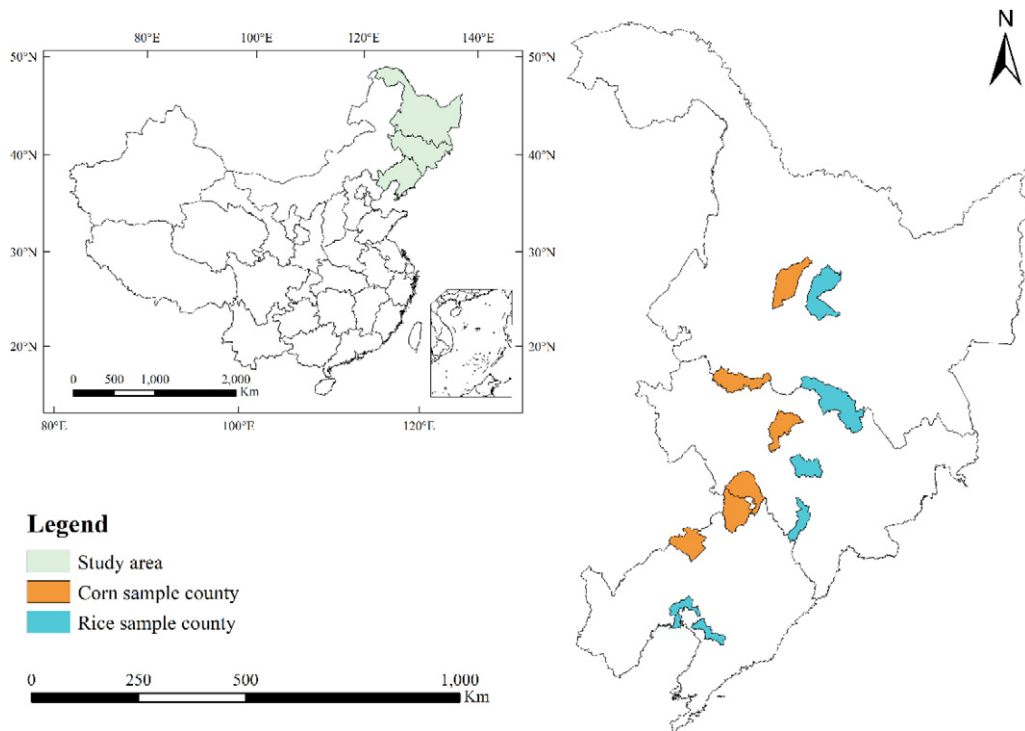 80°E 100°E 120°E 140°E
50°N 50°N
40°N 40°N
30°N 30°N
20°N 20°N
0 500 1,000 2,000
Km
80°E 100°E 120°E
N
Legend
Study area
Corn sample county
Rice sample county
0 250 500 1,000
Km